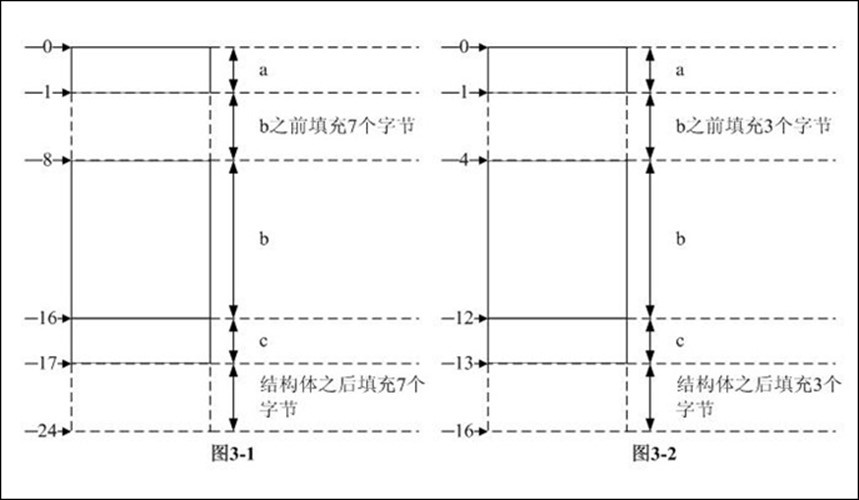 0
a
1
b之前填充7个字节
8
b
16
c
17
结构体之后填充7个
字节
24
图3-1
0
a
1
b之前填充3个字节
4
b
12
c
13
结构体之后填充3个
字节
16
图3-2